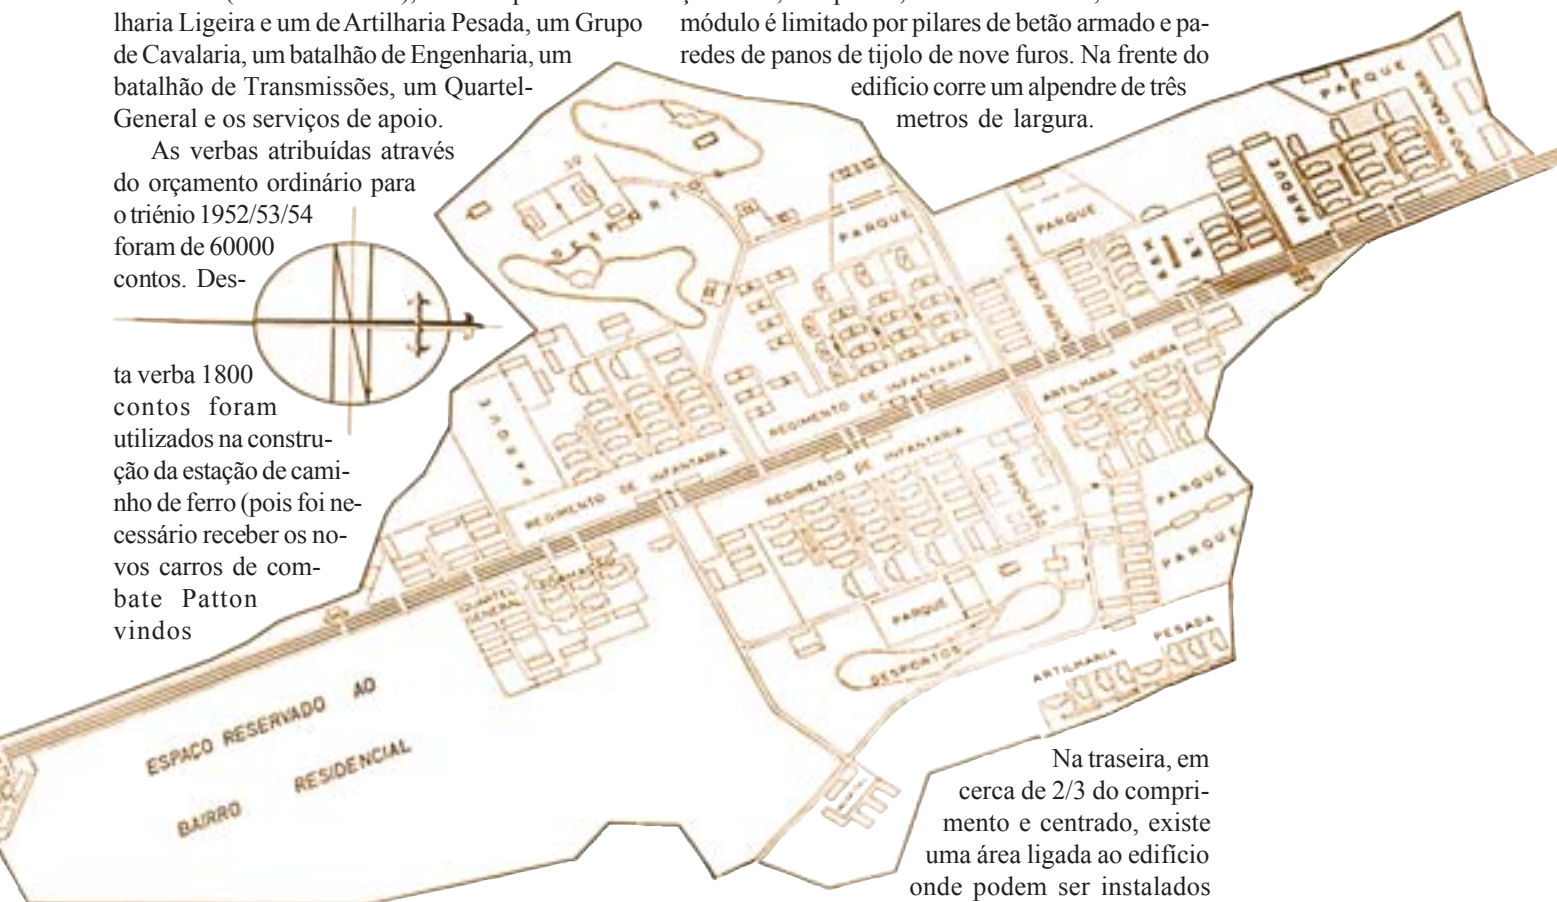 lharia Ligeira e um de Artilharia Pesada, um Grupo
de Cavalaria, um batalhão de Engenharia, um
batalhão de Transmissões, um Quartel-
General e os serviços de apoio.
As verbas atribuídas através
do orçamento ordinário para
o triénio 1952/53/54
foram de 60000
contos. Des-
ta verba 1800
contos foram
utilizados na constru-
ção da estação de cami-
nho de ferro (pois foi ne-
cessário receber os no-
vos carros de com-
bate Patton
vindos
módulo é limitado por pilares de betão armado e pa-
redes de panos de tijolo de nove furos. Na frente do
edifício corre um alpendre de três
metros de largura.
Na traseira, em
cerca de 2/3 do compri-
mento e centrado, existe
uma área ligada ao edifício
onde podem ser instalados
DESPORTOS
PARQUE
PARQUE
PARQUE
PARQUE
PARQUE
REGIMENTO DE INFANTARIA
REGIMENTO DE INFANTARIA
REGIMENTO DE INFANTARIA
ARTILHARIA LIGEIRA
PARQUE
PARQUE
PARQUE
QUARTEL
GENERAL
DESPORTOS
ARTILHARIA PESADA
ESPAÇO RESERVADO AO
BAIRRO RESIDENCIAL